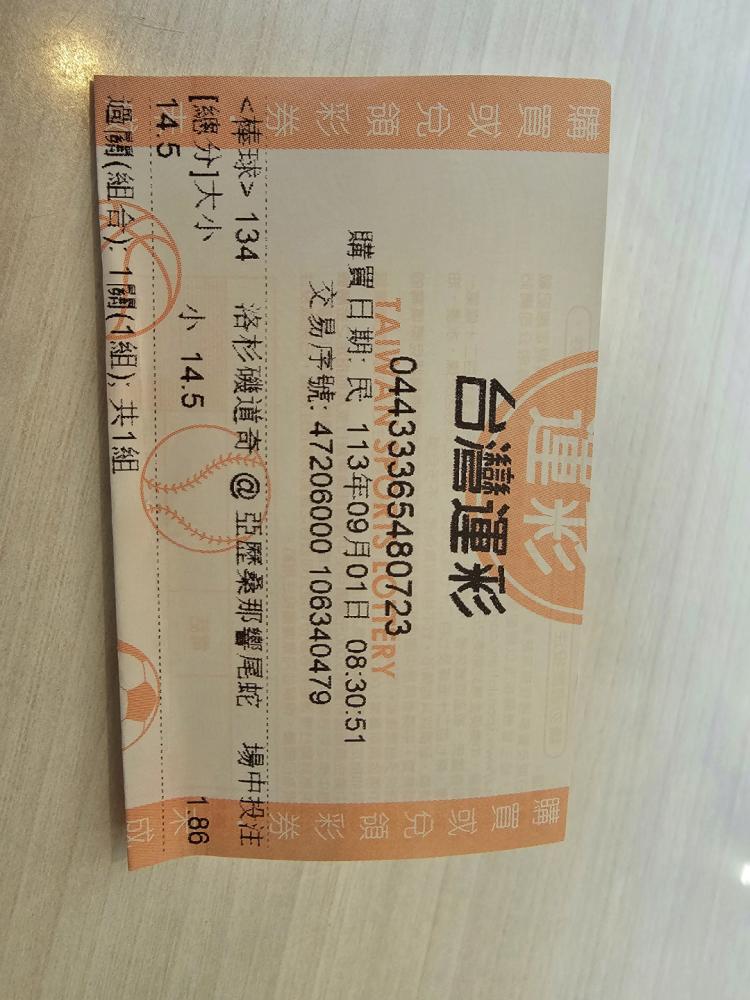 購買或兌領彩券
運彩
台灣運彩
TAIWAN SPORTS LOTTERY
0443336548072​3
購買日期: 民 113年09月01日 08:30:51
交易序號: 47206000 106340479
<棒球> 134 洛杉磯道奇 @ 亞歷桑那響尾蛇 場中投注
[總分]大小 小 14.5 1.86
14.5
過關(組合): 1關(1組); 共1組
購買或兌領彩券